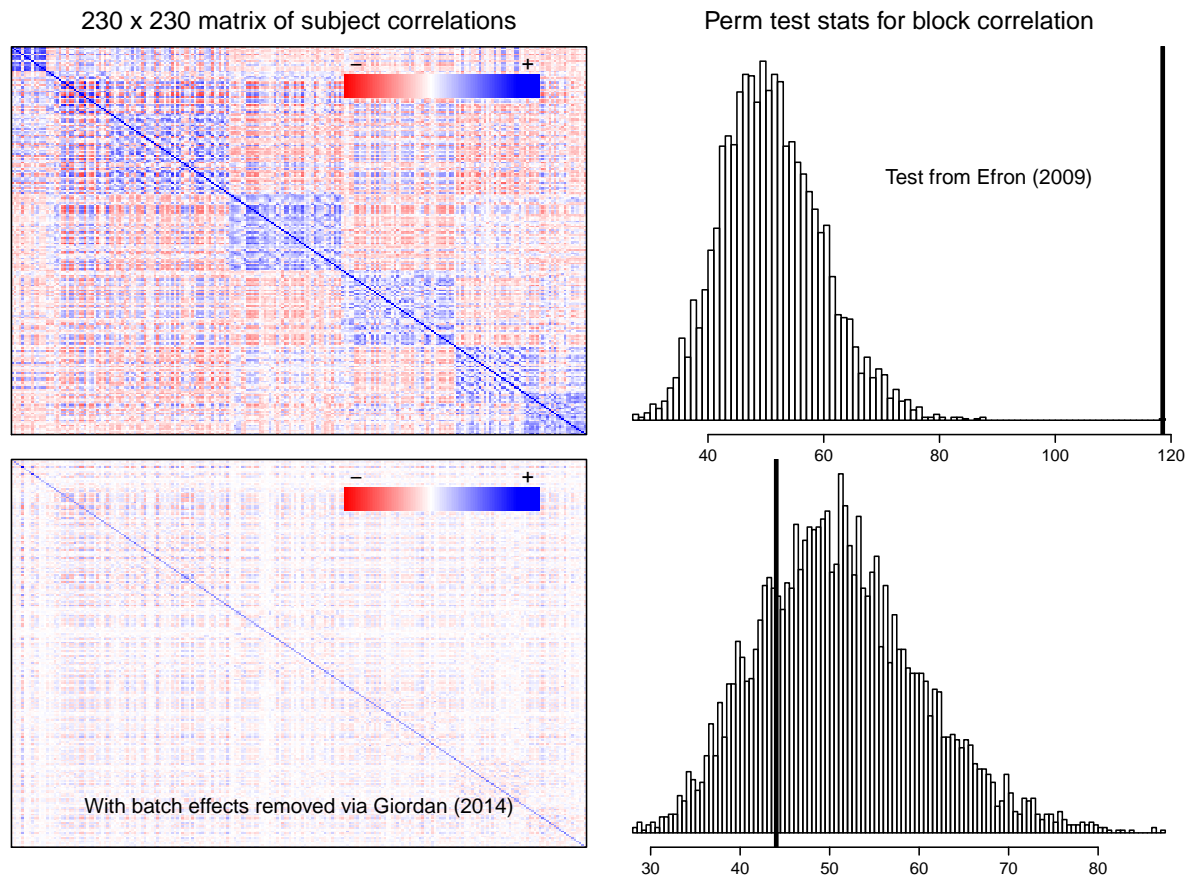 230 x 230 matrix of subject correlations
Perm test stats for block correlation
− +
Test from Efron (2009)
40 60 80 100 120
− +
With batch effects removed via Giordan (2014)
30 40 50 60 70 80